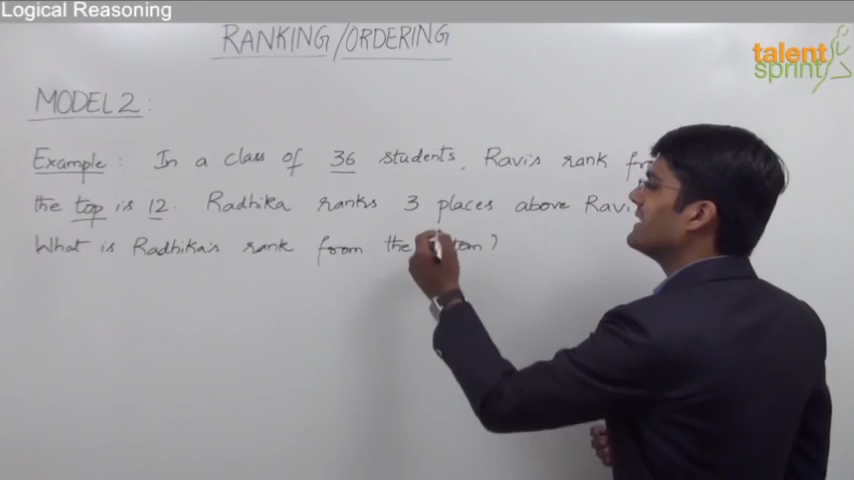 Logical Reasoning
RANKING/ORDERING
talent
sprint
MODEL 2:
Example: In a class of 36 students, Ravi's rank
the top is 12. Radhika ranks 3 places above Ravi
What is Radhika's rank from the ?